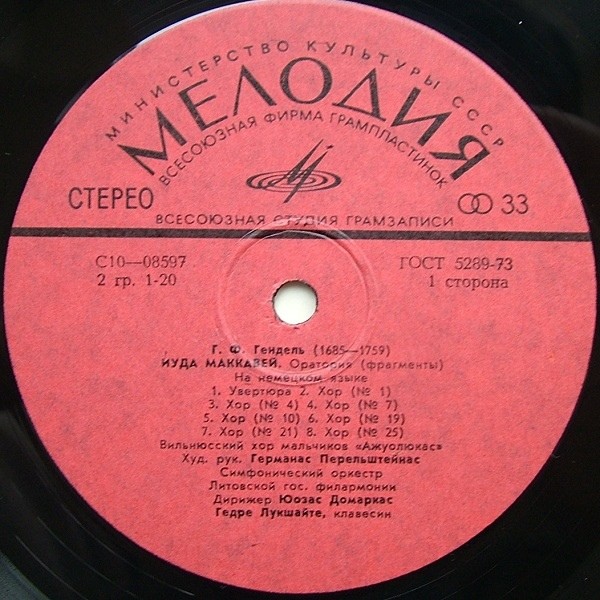 МИНИСТЕРСТВО КУЛЬТУРЫ СССР
МЕЛОДИЯ
ВСЕСОЮЗНАЯ ФИРМА ГРАМПЛАСТИНОК
СТЕРЕО
33
ВСЕСОЮЗНАЯ СТУДИЯ ГРАМЗАПИСИ
С10—08597 ГОСТ 5289-73
2 гр. 1-20 1 сторона
Г. Ф. Гендель (1685—1759)
ИУДА МАККАВЕЙ. Оратория (фрагменты)
На немецком языке
1. Увертюра 2. Хор (№ 1)
3. Хор (№ 4) 4. Хор (№ 7)
5. Хор (№ 10) 6. Хор (№ 19)
7. Хор (№ 21) 8. Хор (№ 25)
Вильнюсский хор мальчиков «Ажуолюкас»
Худ. рук. Германас Перельштейнас
Симфонический оркестр
Литовской гос. филармонии
Дирижер Юозас Домаркас
Гедре Лукшайте, клавесин